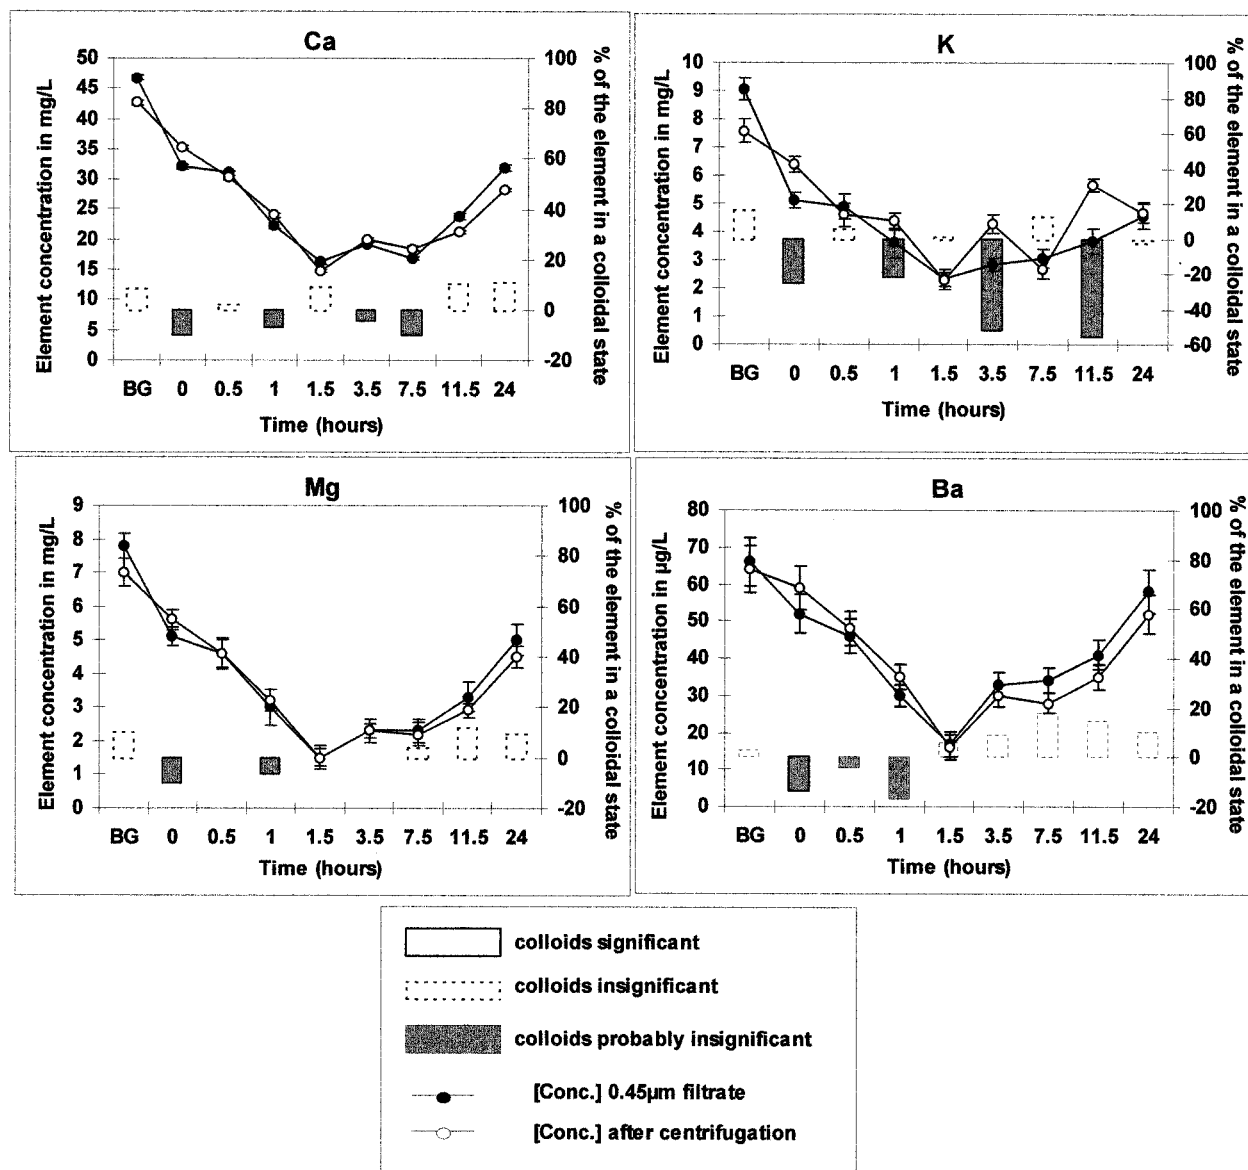 Ca
Element concentration in mg/L
50
45
40
35
30
25
20
15
10
5
0
100
80
60
40
20
0
-20
% of the element in a colloidal state
BG 0 0.5 1 1.5 3.5 7.5 11.5 24
Time (hours)
K
Element concentration in mg/L
10
9
8
7
6
5
4
3
2
1
0
100
80
60
40
20
0
-20
-40
-60
% of the element in a colloidal state
BG 0 0.5 1 1.5 3.5 7.5 11.5 24
Time (hours)
Mg
Element concentration in mg/L
9
8
7
6
5
4
3
2
1
0
100
80
60
40
20
0
-20
% of the element in a colloidal state
BG 0 0.5 1 1.5 3.5 7.5 11.5 24
Time (hours)
Ba
Element concentration in µg/L
80
70
60
50
40
30
20
10
0
100
80
60
40
20
0
-20
% of the element in a colloidal state
BG 0 0.5 1 1.5 3.5 7.5 11.5 24
Time (hours)
colloids significant
colloids insignificant
colloids probably insignificant
[Conc.] 0.45µm filtrate
[Conc.] after centrifugation